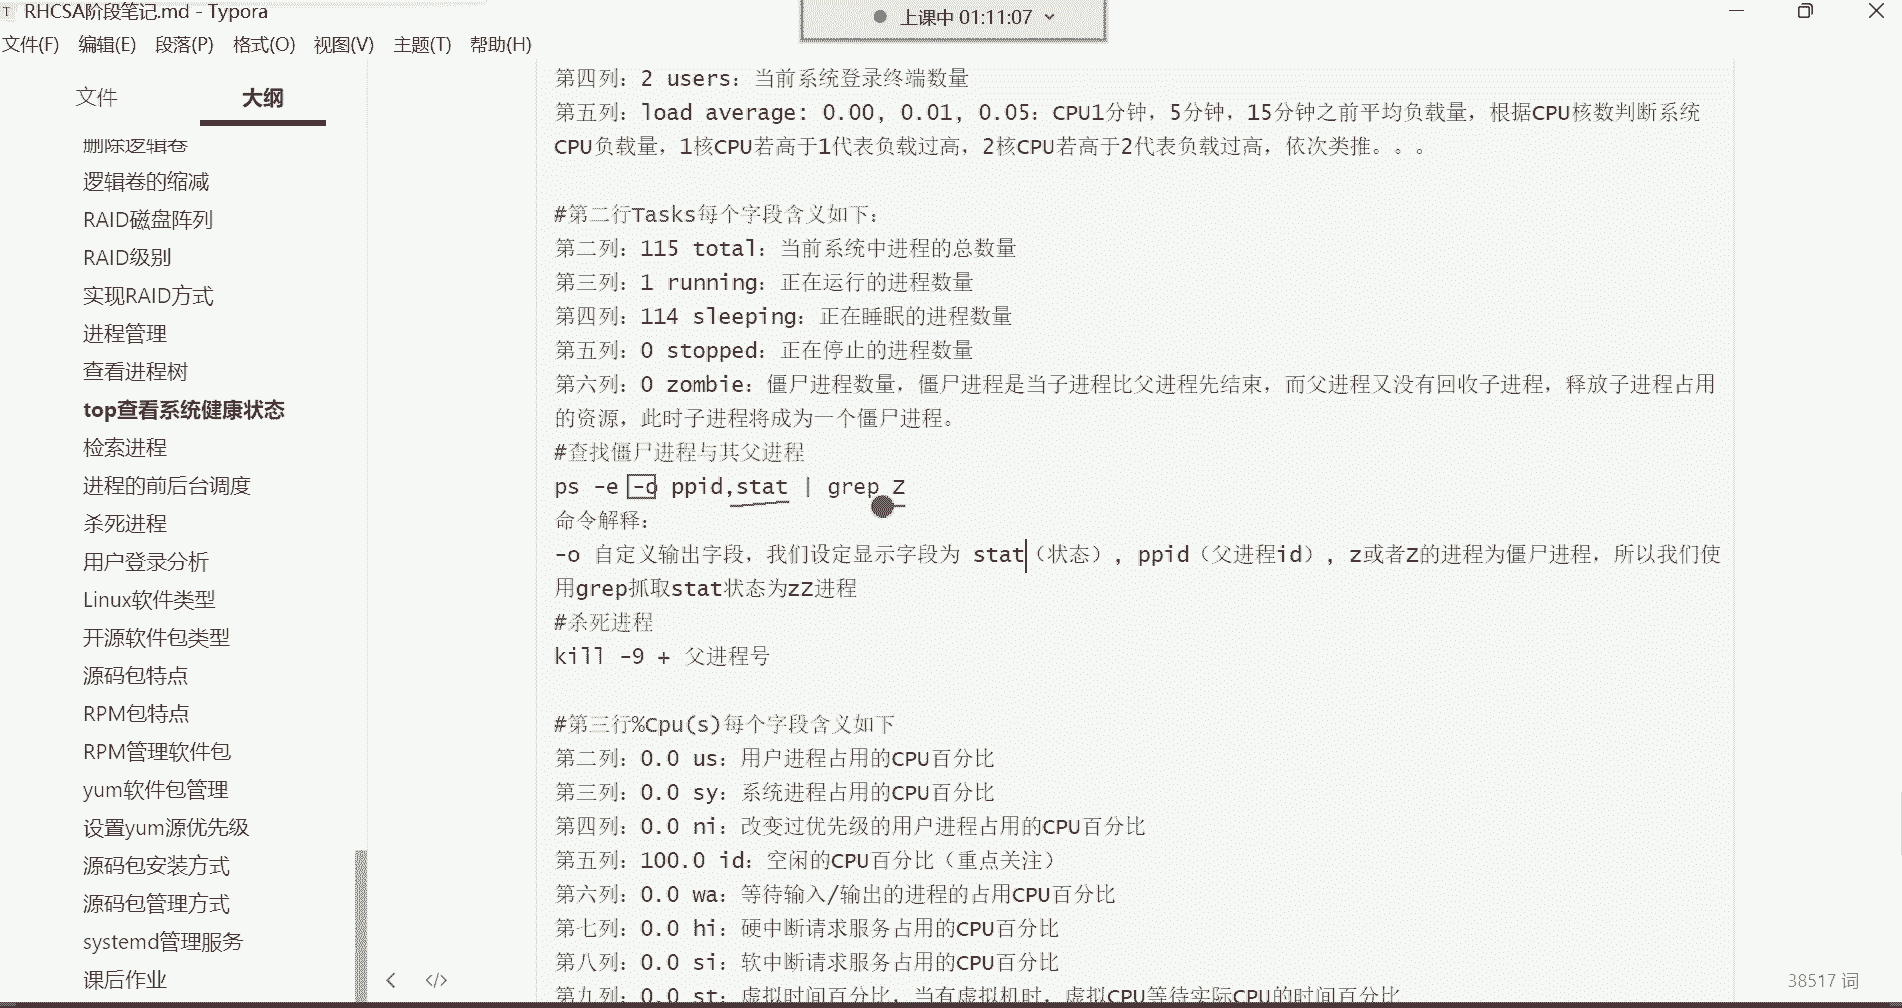 RHCSA阶段笔记.md - Typora
上课中 01:11:07
文件(F) 编辑(E) 段落(P) 格式(O) 视图(V) 主题(T) 帮助(H)
文件 大纲
删除逻辑卷
逻辑卷的缩减
RAID磁盘阵列
RAID级别
实现RAID方式
进程管理
查看进程树
top查看系统健康状态
检索进程
进程的前后台调度
杀死进程
用户登录分析
Linux软件类型
开源软件包类型
源码包特点
RPM包特点
RPM管理软件包
yum软件包管理
设置yum源优先级
源码包安装方式
源码包管理方式
systemd管理服务
课后作业
第四列：2 users：当前系统登录终端数量
第五列：load average: 0.00, 0.01, 0.05：CPU1分钟，5分钟，15分钟之前平均负载量，根据CPU核数判断系统
CPU负载量，1核CPU若高于1代表负载过高，2核CPU若高于2代表负载过高，依次类推。。。
#第二行Tasks每个字段含义如下：
第二列：115 total：当前系统中进程的总数量
第三列：1 running：正在运行的进程数量
第四列：114 sleeping：正在睡眠的进程数量
第五列：0 stopped：正在停止的进程数量
第六列：0 zombie：僵尸进程数量，僵尸进程是当子进程比父进程先结束，而父进程又没有回收子进程，释放子进程占用
的资源，此时子进程将成为一个僵尸进程。
#查找僵尸进程与其父进程
ps -e -o ppid,stat | grep Z
命令解释：
-o 自定义输出字段，我们设定显示字段为 stat（状态）, ppid（父进程id）, z或者Z的进程为僵尸进程，所以我们使
用grep抓取stat状态为zZ进程
#杀死进程
kill -9 + 父进程号
#第三行%Cpu(s)每个字段含义如下
第二列：0.0 us：用户进程占用的CPU百分比
第三列：0.0 sy：系统进程占用的CPU百分比
第四列：0.0 ni：改变过优先级的用户进程占用的CPU百分比
第五列：100.0 id：空闲的CPU百分比（重点关注）
第六列：0.0 wa：等待输入/输出的进程的占用CPU百分比
第七列：0.0 hi：硬中断请求服务占用的CPU百分比
第八列：0.0 si：软中断请求服务占用的CPU百分比
第九列：0.0 st：虚拟时间百分比，当有虚拟机时，虚拟CPU等待实际CPU的时间百分比
38517 词